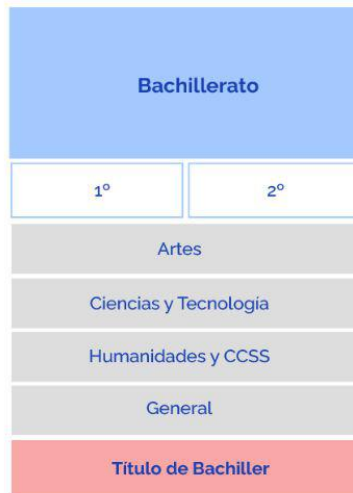 Bachillerato
1º
2º
Artes
Ciencias y Tecnología
Humanidades y CCSS
General
Título de Bachiller